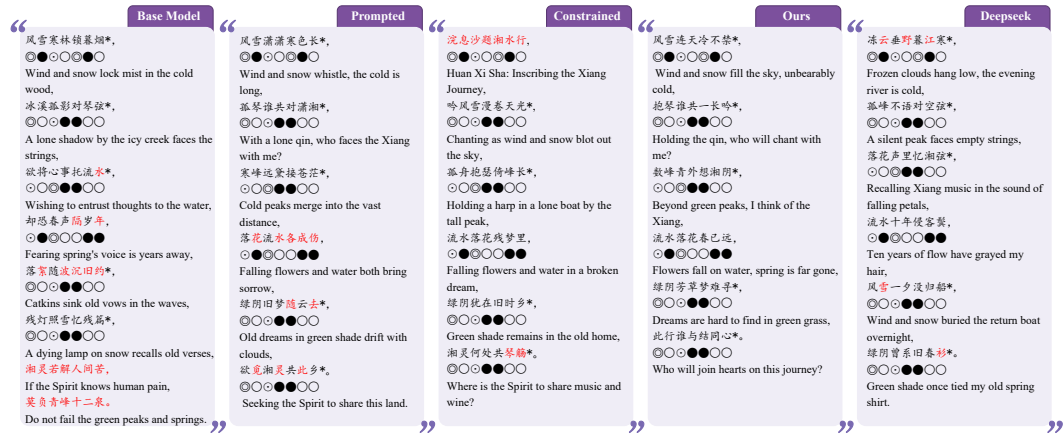 Base Model
“
风雪寒林锁暮烟*,
◎●⊙○◎●○
Wind and snow lock mist in the cold
wood,
冰溪孤影对琴弦*,
◎○⊙●●○○
A lone shadow by the icy creek faces the
strings,
欲将心事托流水*,
⊙○◎●●○○
Wishing to entrust thoughts to the water,
却恐春声隔岁年,
⊙●◎○○●●
Fearing spring's voice is years away,
落絮随波沉旧约*,
◎○⊙●●○○
Catkins sink old vows in the waves,
残灯照雪忆残篇*,
◎○⊙●●○○
A dying lamp on snow recalls old verses,
湘灵若解人间苦,
If the Spirit knows human pain,
莫负青峰十二泉。
Do not fail the green peaks and springs.
”
Prompted
“
风雪潇潇寒色长*,
◎●⊙○◎●○
Wind and snow whistle, the cold is
long,
孤琴谁共对潇湘*,
◎○⊙●●○○
With a lone qin, who faces the Xiang
with me?
寒峰远黛接苍茫*,
⊙○◎●●○○
Cold peaks merge into the vast
distance,
落花流水各成伤,
⊙●◎○○●●
Falling flowers and water both bring
sorrow,
绿阴旧梦随云去*,
◎○⊙●●○○
Old dreams in green shade drift with
clouds,
欲觅湘灵共此乡*。
◎○⊙●●○○
Seeking the Spirit to share this land.
”
Constrained
“
浣息沙题湘水行,
◎●⊙○◎●○
Huan Xi Sha: Inscribing the Xiang
Journey,
吟风雪漫卷天光*,
◎○⊙●●○○
Chanting as wind and snow blot out
the sky,
孤舟抱瑟倚峰长*,
⊙○◎●●○○
Holding a harp in a lone boat by the
tall peak,
流水落花残梦里,
⊙●◎○○●●
Falling flowers and water in a broken
dream,
绿阴犹在旧时乡*,
◎○⊙●●○○
Green shade remains in the old home,
湘灵何处共琴觞*。
◎○⊙●●○○
Where is the Spirit to share music and
wine?
”
Ours
“
风雪连天冷不禁*,
◎●⊙○◎●○
Wind and snow fill the sky, unbearably
cold,
抱琴谁共一长吟*,
◎○⊙●●○○
Holding the qin, who will chant with
me?
数峰青外想湘阴*,
⊙○◎●●○○
Beyond green peaks, I think of the
Xiang,
流水落花春已远,
⊙●◎○○●●
Flowers fall on water, spring is far gone,
绿阴芳草梦难寻*,
◎○⊙●●○○
Dreams are hard to find in green grass,
此行谁与结同心*。
Who will join hearts on this journey?
”
Deepseek
“
冻云垂野暮江寒*,
◎●⊙○◎●○
Frozen clouds hang low, the evening
river is cold,
孤峰不语对空弦*,
◎○⊙●●○○
A silent peak faces empty strings,
落花声里忆湘弦*,
⊙○◎●●○○
Recalling Xiang music in the sound of
falling petals,
流水十年侵客鬓,
⊙●◎○○●●
Ten years of flow have grayed my
hair,
风雪一夕没归船*,
◎○⊙●●○○
Wind and snow buried the return boat
overnight,
绿阴曾系旧春衫*。
◎○⊙●●○○
Green shade once tied my old spring
shirt.
”